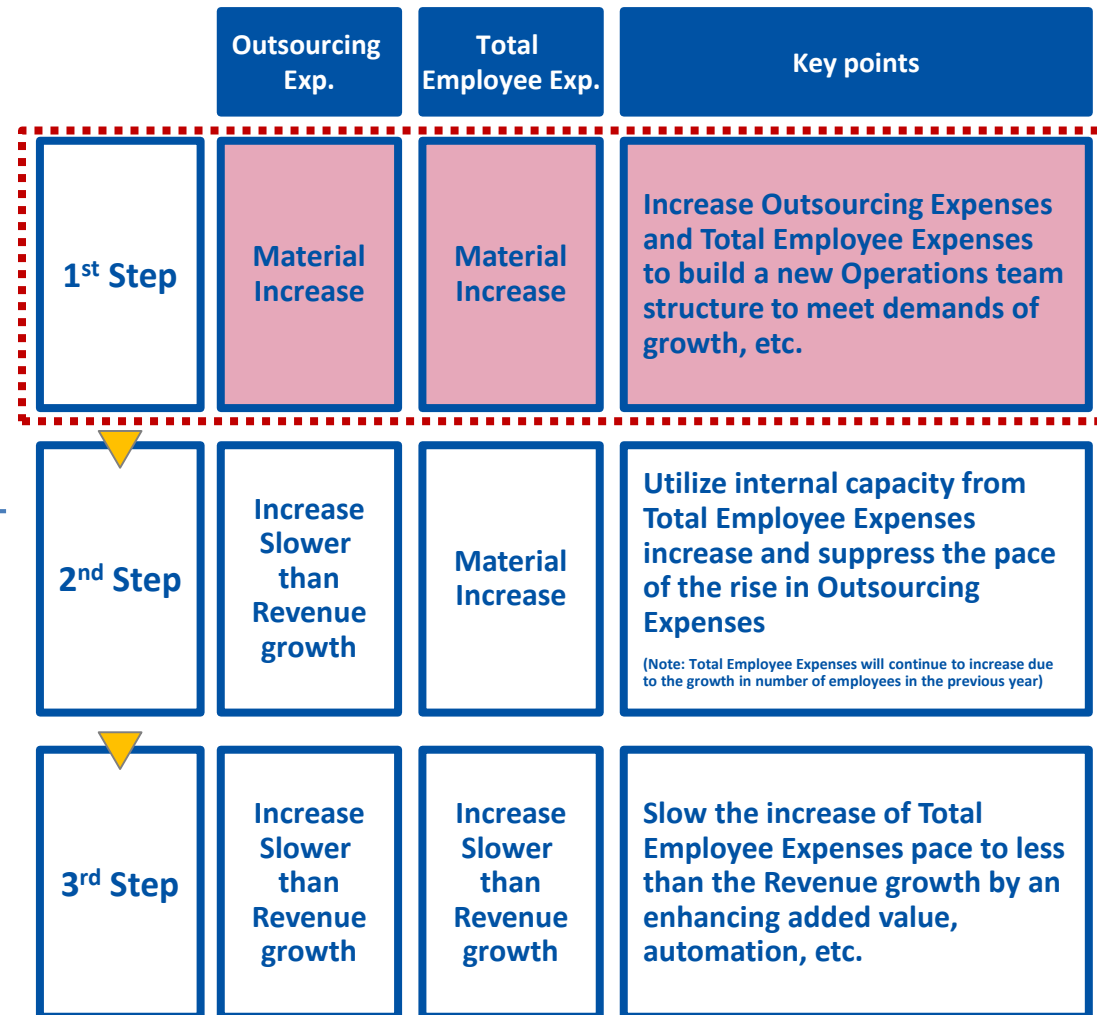 Outsourcing
Exp.
Total
Employee Exp.
Key points
1st Step
Material
Increase
Material
Increase
Increase Outsourcing Expenses
and Total Employee Expenses
to build a new Operations team
structure to meet demands of
growth, etc.
2nd Step
Increase
Slower
than
Revenue
growth
Material
Increase
Utilize internal capacity from
Total Employee Expenses
increase and suppress the pace
of the rise in Outsourcing
Expenses
(Note: Total Employee Expenses will continue to increase due
to the growth in number of employees in the previous year)
3rd Step
Increase
Slower
than
Revenue
growth
Increase
Slower
than
Revenue
growth
Slow the increase of Total
Employee Expenses pace to less
than the Revenue growth by an
enhancing added value,
automation, etc.